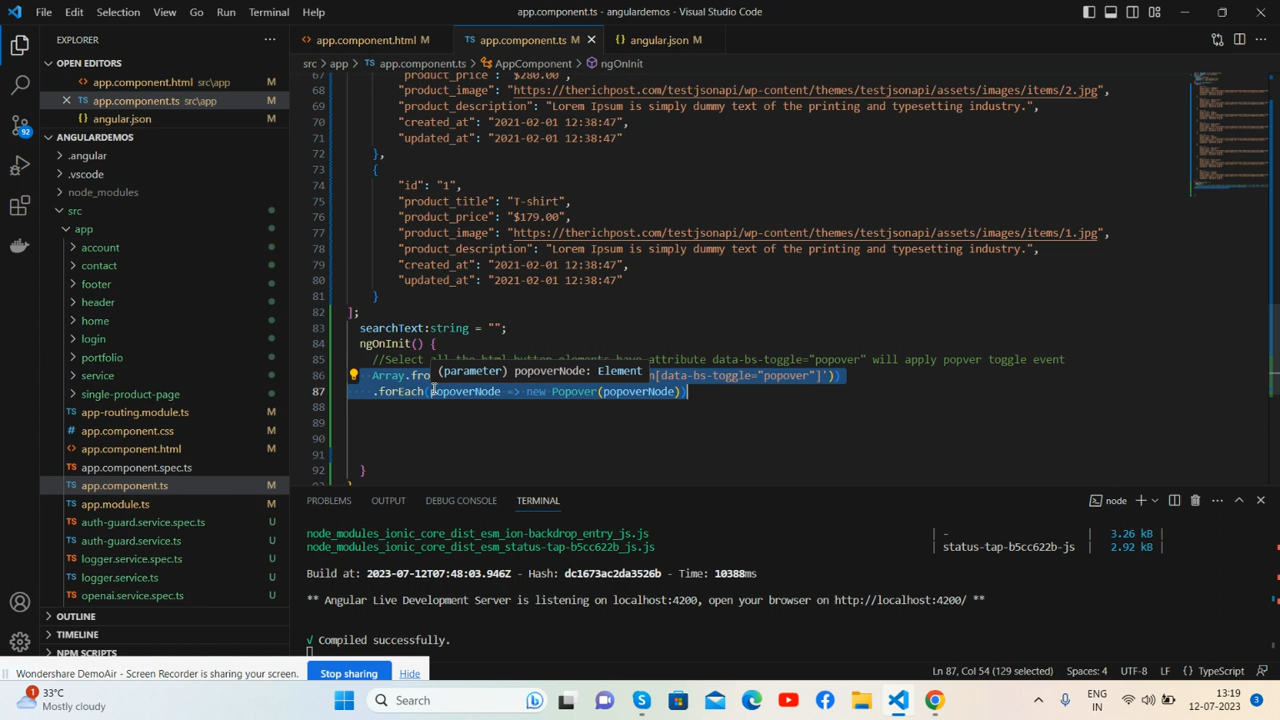 File Edit Selection View Go Run Terminal Help
app.component.ts - angulardemos - Visual Studio Code
EXPLORER
OPEN EDITORS
app.component.html src\app M
app.component.ts src\app M
angular.json M
ANGULARDEMOS
.angular
.vscode
node_modules
src
app
account
contact
footer
header
home
login
portfolio
service
single-product-page
app-routing.module.ts M
app.component.css M
app.component.html M
app.component.spec.ts M
app.component.ts M
app.module.ts M
auth-guard.service.spec.ts U
auth-guard.service.ts U
logger.service.spec.ts U
logger.service.ts U
openai.service.spec.ts U
OUTLINE
TIMELINE
NPM SCRIPTS
92
app.component.html M
app.component.ts M
angular.json M
src > app > app.component.ts > AppComponent > ngOnInit
67 "product_price : "$280.00",
68 "product_image": "https://therichpost.com/testjsonapi/wp-content/themes/testjsonapi/assets/images/items/2.jpg",
69 "product_description": "Lorem Ipsum is simply dummy text of the printing and typesetting industry.",
70 "created_at": "2021-02-01 12:38:47",
71 "updated_at": "2021-02-01 12:38:47"
72 },
73 {
74 "id": "1",
75 "product_title": "T-shirt",
76 "product_price": "$179.00",
77 "product_image": "https://therichpost.com/testjsonapi/wp-content/themes/testjsonapi/assets/images/items/1.jpg",
78 "product_description": "Lorem Ipsum is simply dummy text of the printing and typesetting industry.",
79 "created_at": "2021-02-01 12:38:47",
80 "updated_at": "2021-02-01 12:38:47"
81 }
82 ];
83 searchText:string = "";
84 ngOnInit() {
85 //Select all the html button elements have attribute data-bs-toggle="popover" will apply popver toggle event
(parameter) popoverNode: Element
86 Array.fro n[data-bs-toggle="popover"]'))
87 .forEach(popoverNode => new Popover(popoverNode))
88
89
90
91
92 }
PROBLEMS OUTPUT DEBUG CONSOLE TERMINAL
node
node_modules_ionic_core_dist_esm_ion-backdrop_entry_js.js | - | 3.26 kB
node_modules_ionic_core_dist_esm_status-tap-b5cc622b_js.js | status-tap-b5cc622b-js | 2.92 kB
Build at: 2023-07-12T07:48:03.946Z - Hash: dc1673ac2da3526b - Time: 10388ms
** Angular Live Development Server is listening on localhost:4200, open your browser on http://localhost:4200/ **
√ Compiled successfully.
Wondershare DemoAir - Screen Recorder is sharing your screen.
Stop sharing
Hide
Ln 87, Col 54 (129 selected) Spaces: 4 UTF-8 LF {} TypeScript
1
33°C
Mostly cloudy
Search
ENG
IN
13:19
12-07-2023
3